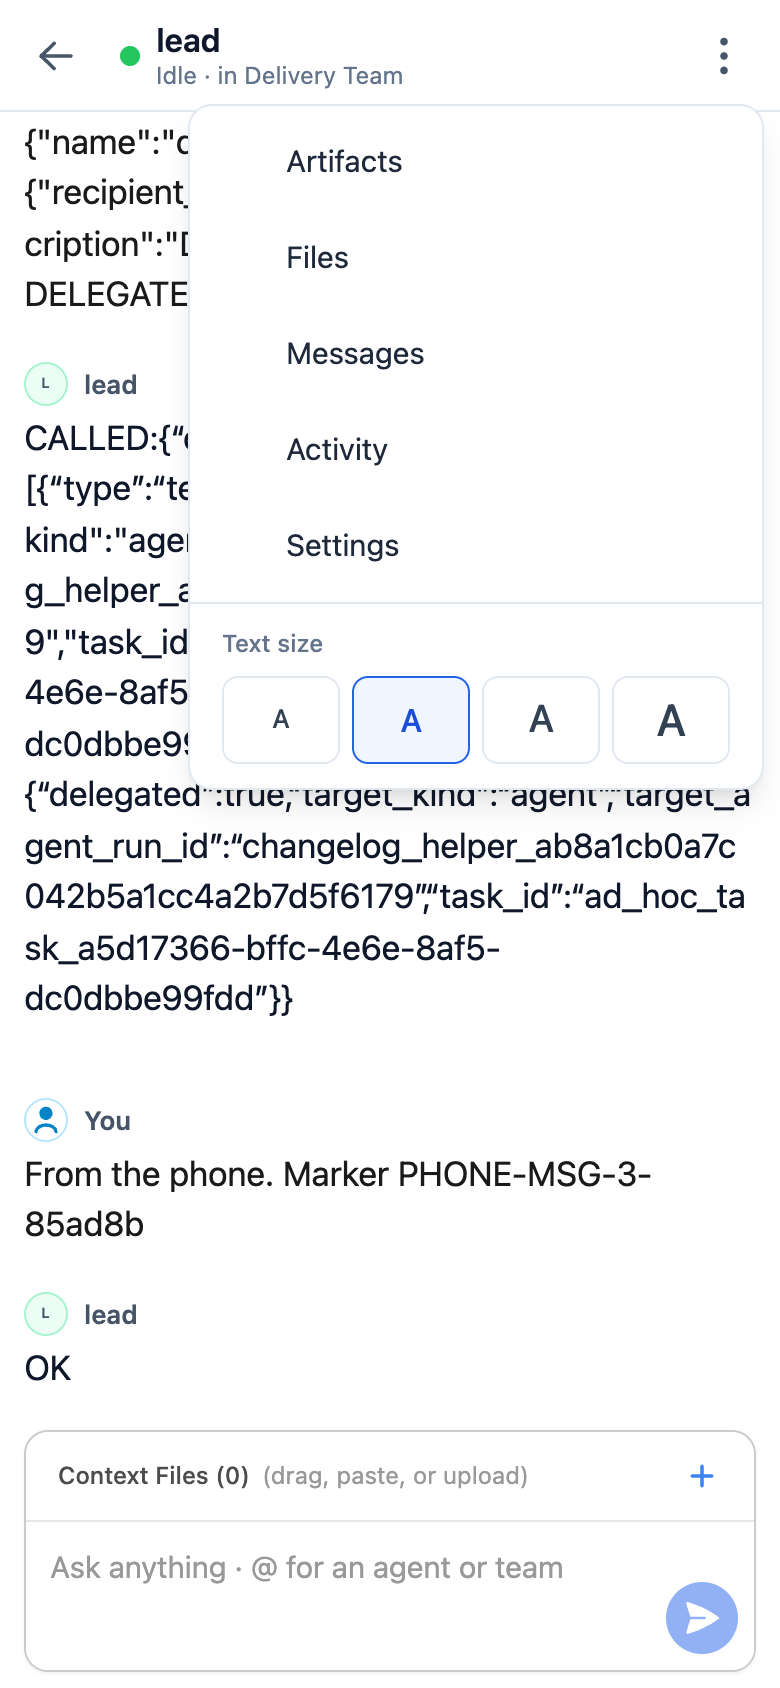 lead
Idle · in Delivery Team
{"name":"
{"recipient_
cription":"
DELEGATE
Artifacts
Files
Messages
Activity
Settings
Text size
A
A
A
A
L
lead
CALLED:{“
[{“type”:“te
kind":"age
g_helper_a
9","task_id
4e6e-8af5
dc0dbbe99
{“delegated”:true,“target_kind”:“agent”,“target_a
gent_run_id”:“changelog_helper_ab8a1cb0a7c
042b5a1cc4a2b7d5f6179”,“task_id”:“ad_hoc_ta
sk_a5d17366-bffc-4e6e-8af5-
dc0dbbe99fdd”}}
You
From the phone. Marker PHONE-MSG-3-
85ad8b
L
lead
OK
Context Files (0) (drag, paste, or upload)
Ask anything · @ for an agent or team